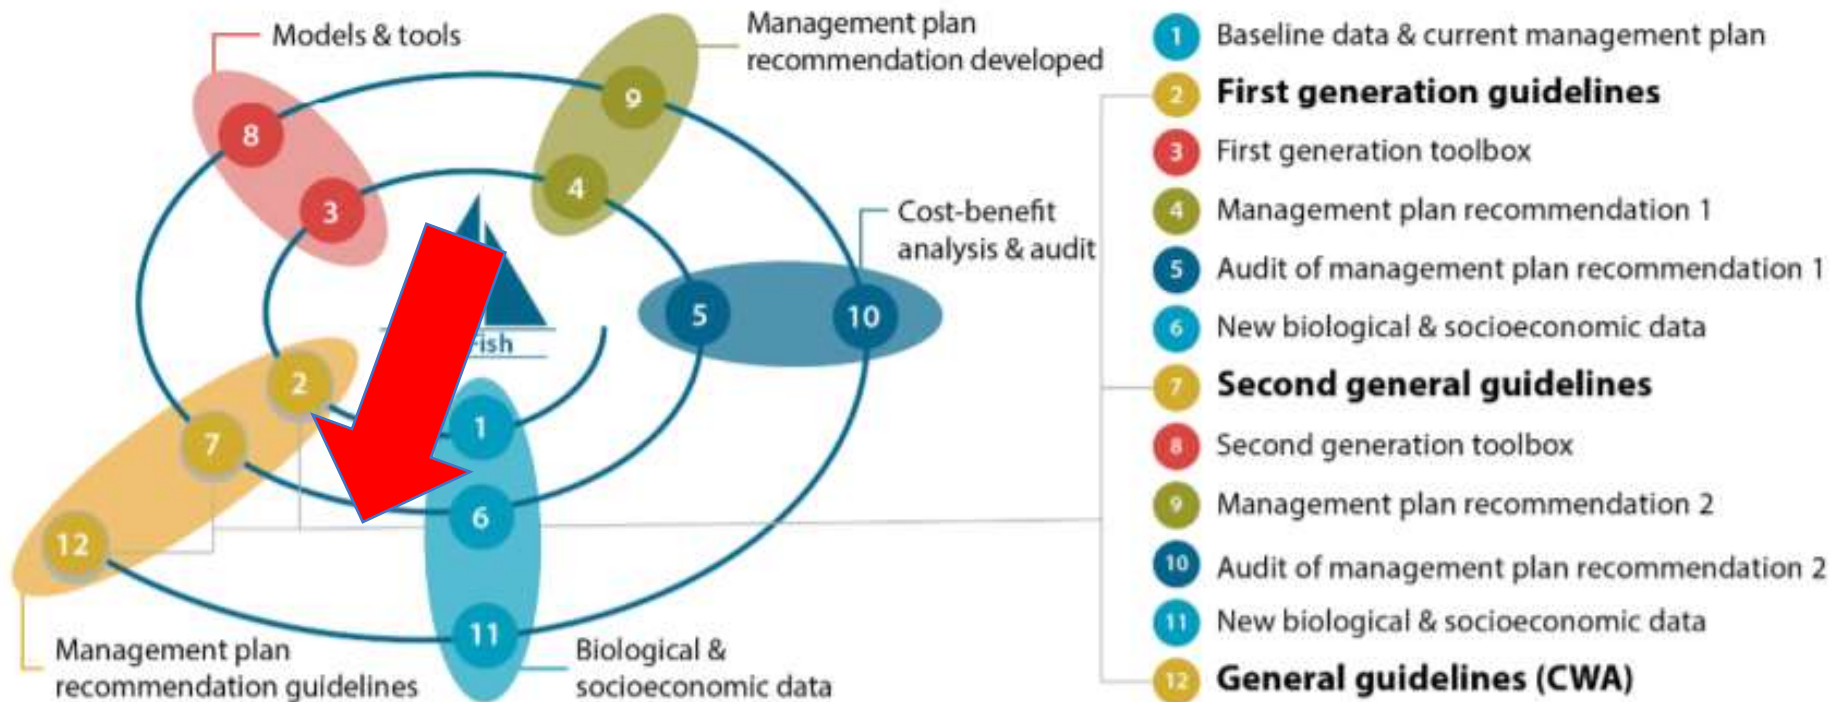 Models & tools
8
3
Management plan
recommendation developed
9
4
Cost-benefit
analysis & audit
5
10
2
7
12
Management plan
recommendation guidelines
1
6
11
Biological &
socioeconomic data
1 Baseline data & current management plan
2 First generation guidelines
3 First generation toolbox
4 Management plan recommendation 1
5 Audit of management plan recommendation 1
6 New biological & socioeconomic data
7 Second general guidelines
8 Second generation toolbox
9 Management plan recommendation 2
10 Audit of management plan recommendation 2
11 New biological & socioeconomic data
12 General guidelines (CWA)